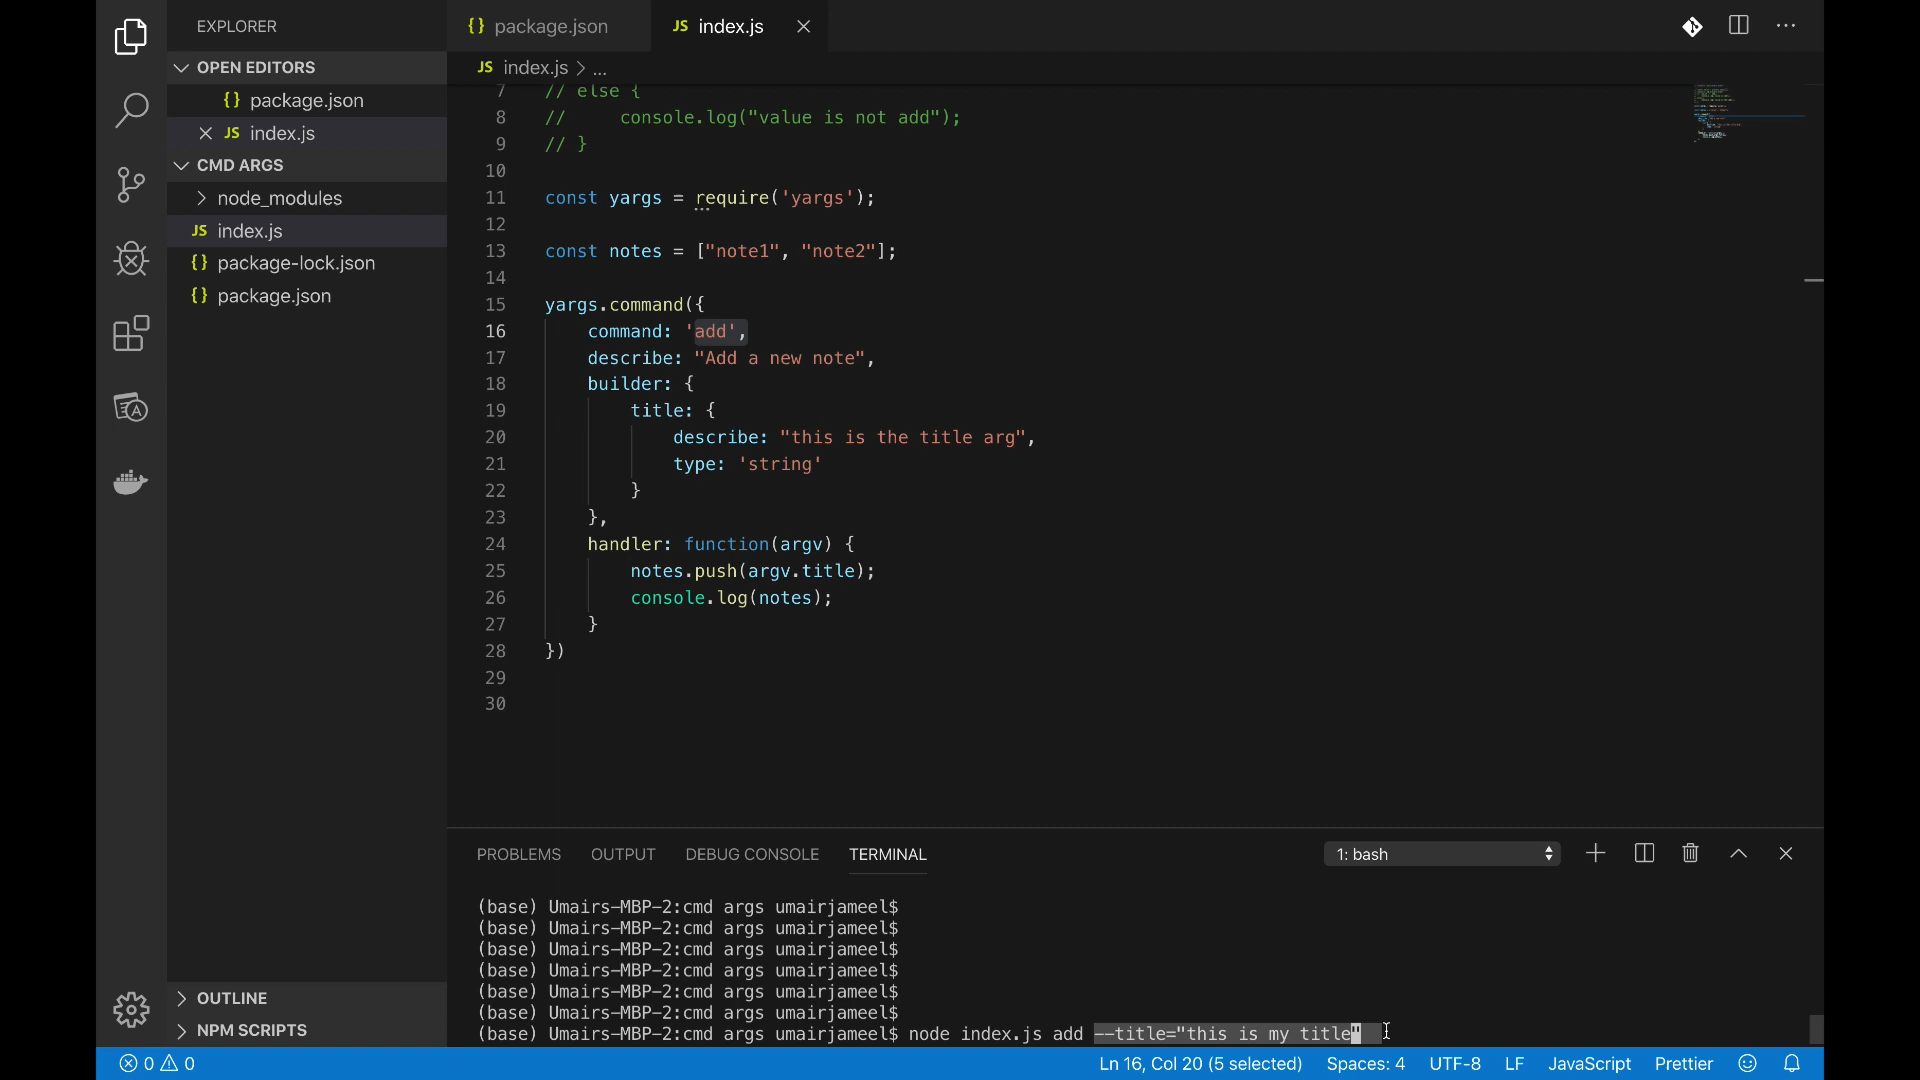 EXPLORER
OPEN EDITORS
{} package.json
JS index.js
CMD ARGS
node_modules
JS index.js
{} package-lock.json
{} package.json
OUTLINE
NPM SCRIPTS
{} package.json
JS index.js
JS index.js > ...
7 // else {
8 //     console.log("value is not add");
9 // }
10
11 const yargs = require('yargs');
12
13 const notes = ["note1", "note2"];
14
15 yargs.command({
16     command: 'add',
17     describe: "Add a new note",
18     builder: {
19         title: {
20             describe: "this is the title arg",
21             type: 'string'
22         }
23     },
24     handler: function(argv) {
25         notes.push(argv.title);
26         console.log(notes);
27     }
28 })
29
30
PROBLEMS OUTPUT DEBUG CONSOLE TERMINAL 1: bash
(base) Umairs-MBP-2:cmd args umairjameel$
(base) Umairs-MBP-2:cmd args umairjameel$
(base) Umairs-MBP-2:cmd args umairjameel$
(base) Umairs-MBP-2:cmd args umairjameel$
(base) Umairs-MBP-2:cmd args umairjameel$
(base) Umairs-MBP-2:cmd args umairjameel$
(base) Umairs-MBP-2:cmd args umairjameel$ node index.js add --title="this is my title"
0 0 Ln 16, Col 20 (5 selected) Spaces: 4 UTF-8 LF JavaScript Prettier